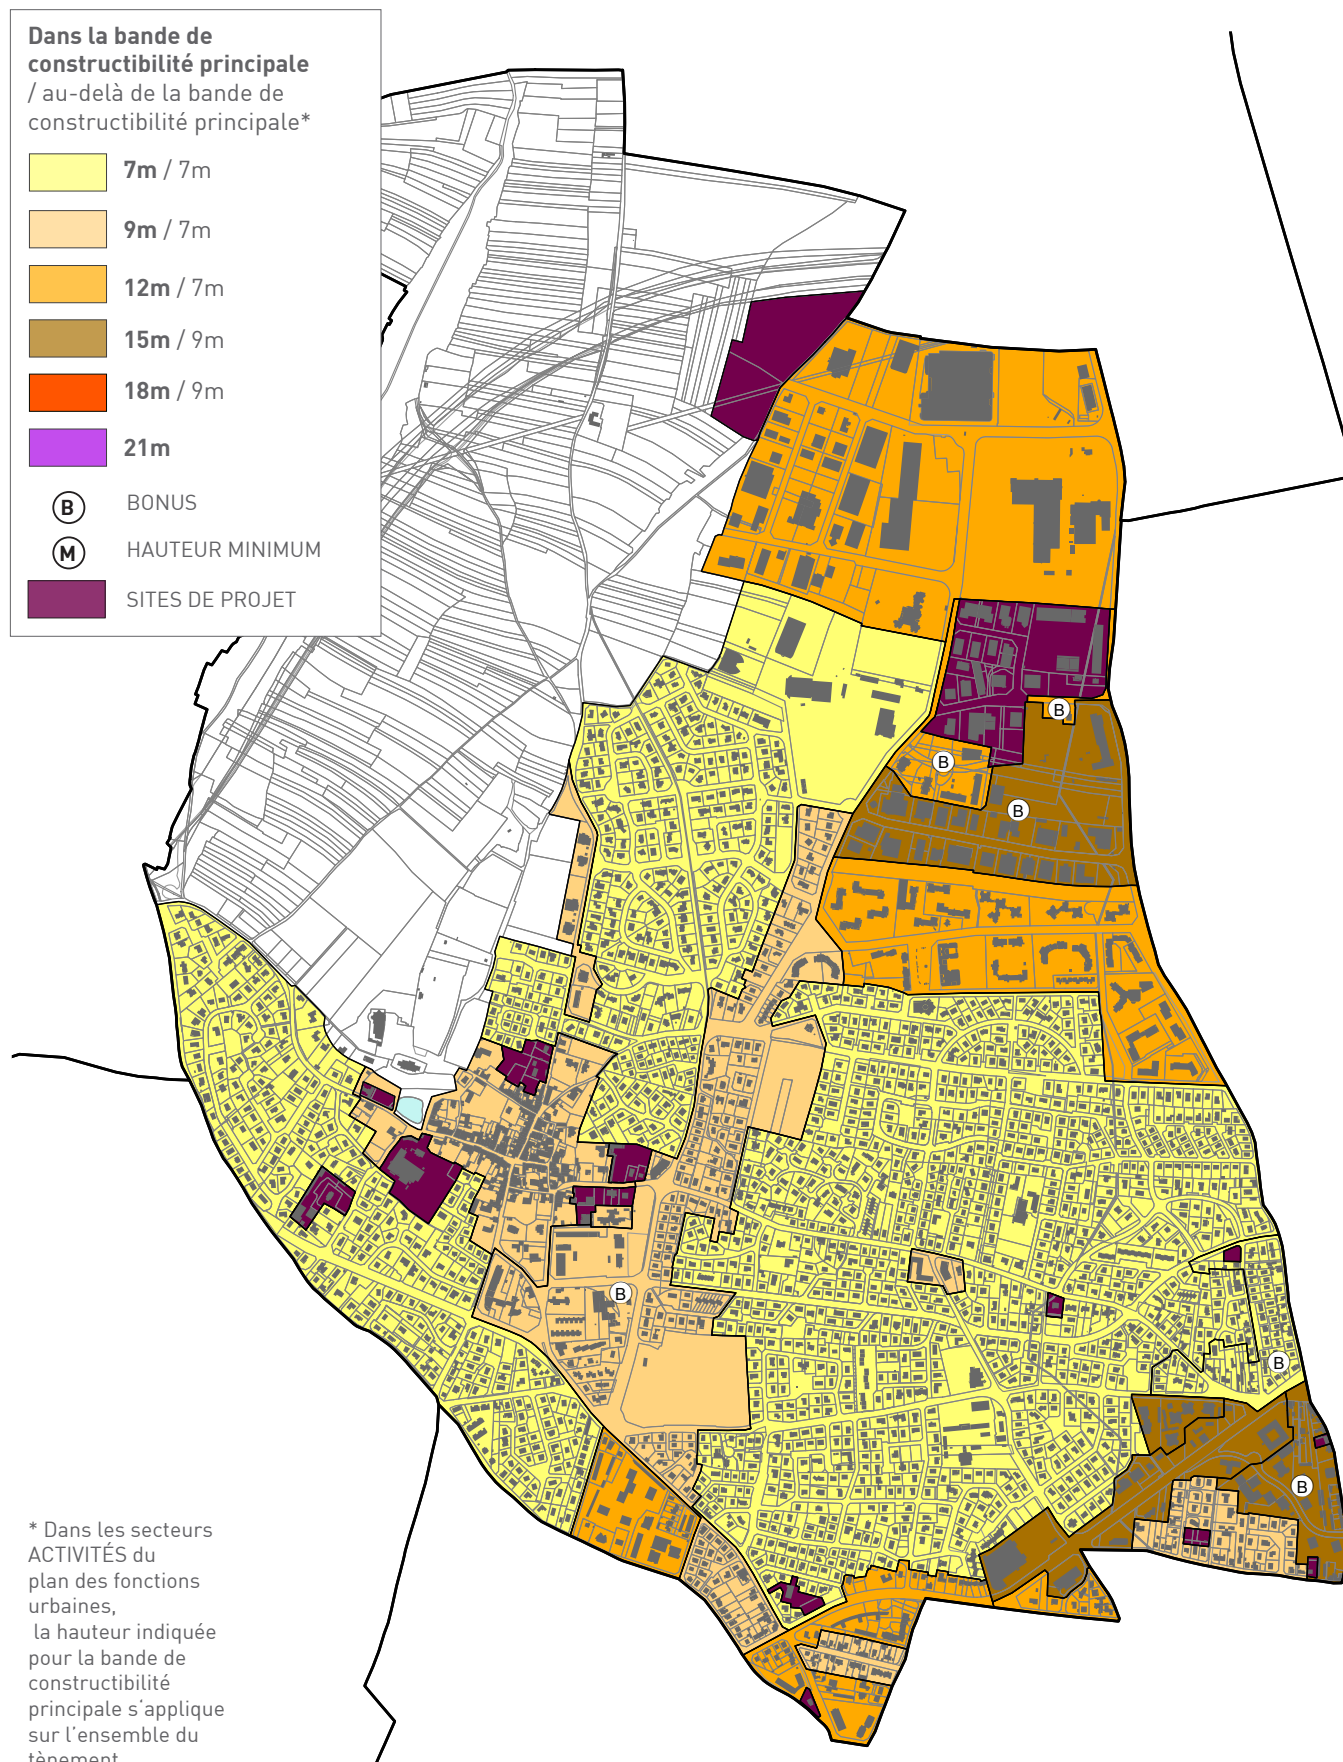 Dans la bande de
constructibilité principale
/ au-delà de la bande de
constructibilité principale*
7m / 7m
9m / 7m
12m / 7m
15m / 9m
18m / 9m
21m
B BONUS
M HAUTEUR MINIMUM
SITES DE PROJET
B
B
B
B
B
B
* Dans les secteurs
ACTIVITÉS du
plan des fonctions
urbaines,
la hauteur indiquée
pour la bande de
constructibilité
principale s'applique
sur l'ensemble du
tènement